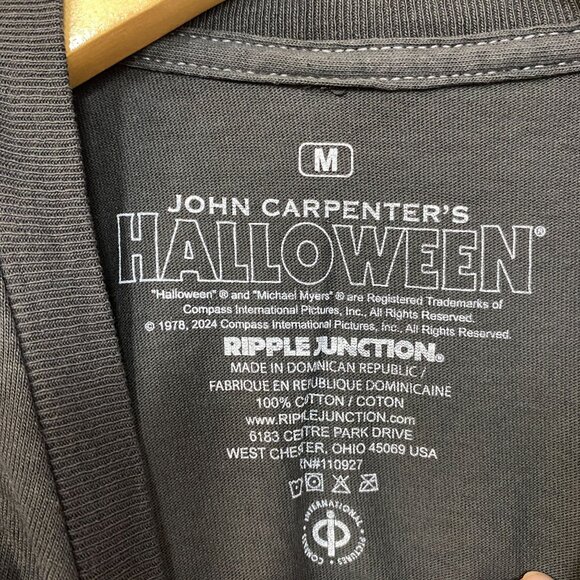 M
JOHN CARPENTER'S
HALLOWEEN®
"Halloween" ® and "Michael Myers" ® are Registered Trademarks of
Compass International Pictures, Inc., All Rights Reserved.
© 1978, 2024 Compass International Pictures, Inc., All Rights Reserved.
RIPPLE JUNCTION®
MADE IN DOMINICAN REPUBLIC /
FABRIQUE EN REPUBLIQUE DOMINICAINE
100% COTTON / COTON
www.RIPPLEJUNCTION.com
6183 CENTRE PARK DRIVE
WEST CHESTER, OHIO 45069 USA
RN#110927
COMPASS INTERNATIONAL PICTURES